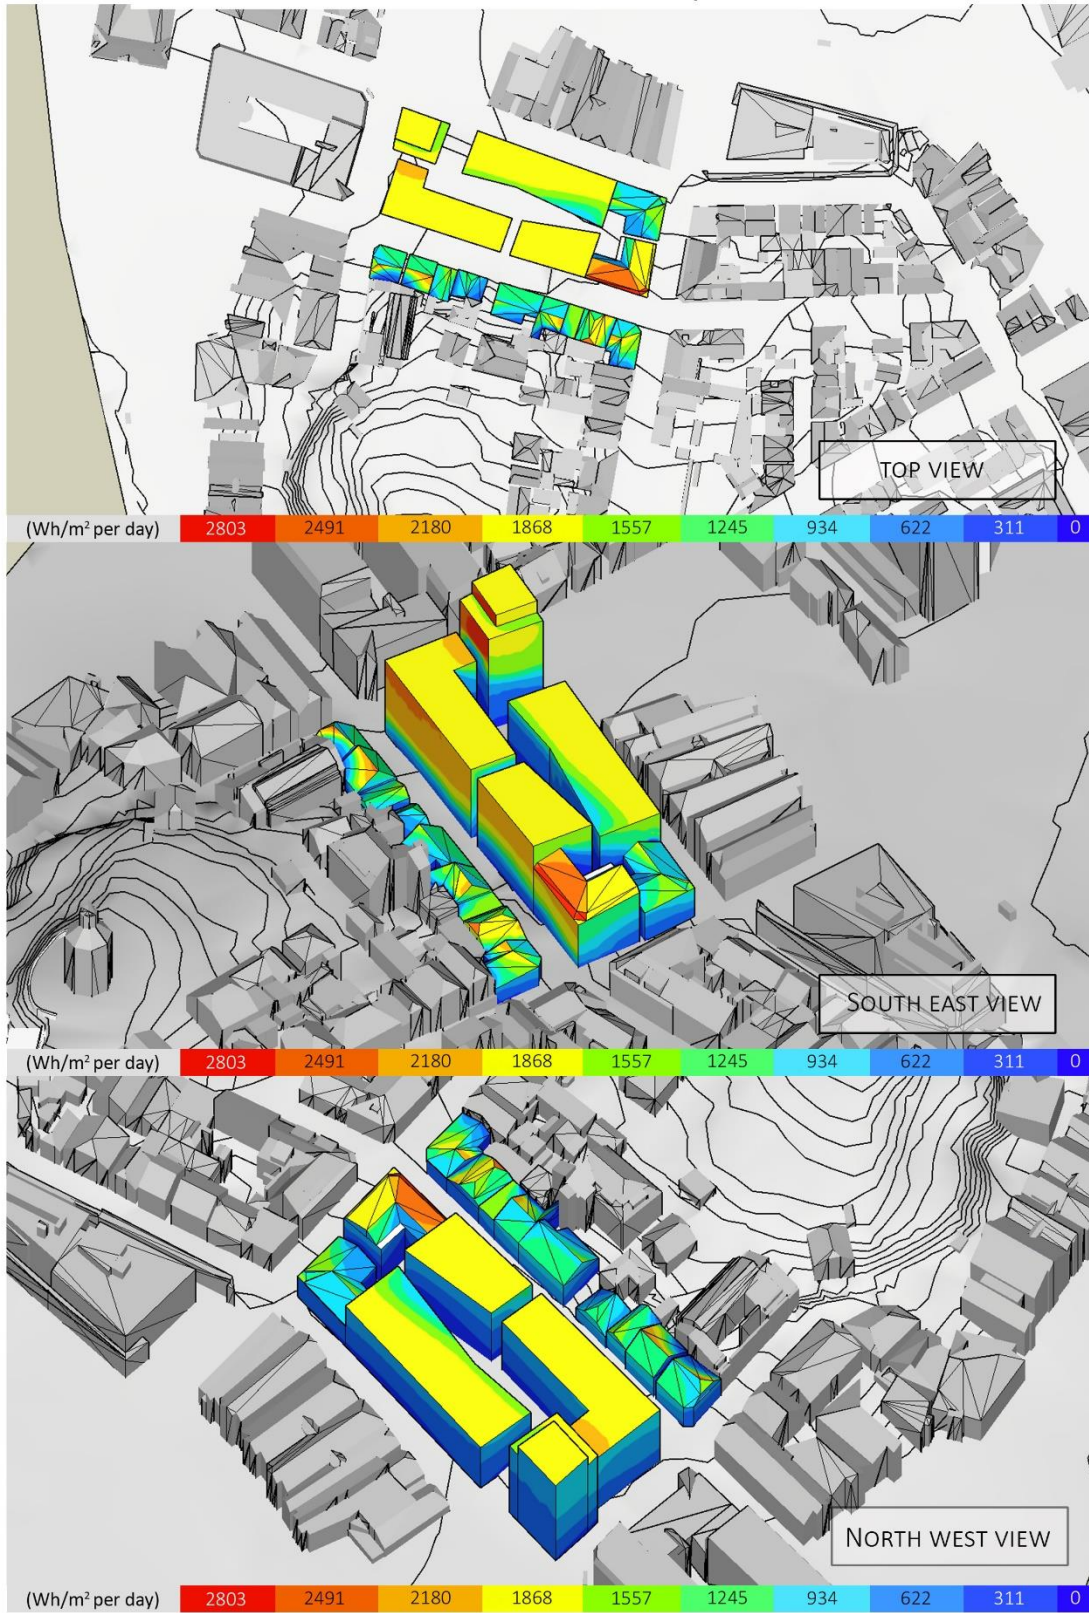 TOP VIEW
(Wh/m² per day) 2803 2491 2180 1868 1557 1245 934 622 311 0
SOUTH EAST VIEW
(Wh/m² per day) 2803 2491 2180 1868 1557 1245 934 622 311 0
NORTH WEST VIEW
(Wh/m² per day) 2803 2491 2180 1868 1557 1245 934 622 311 0